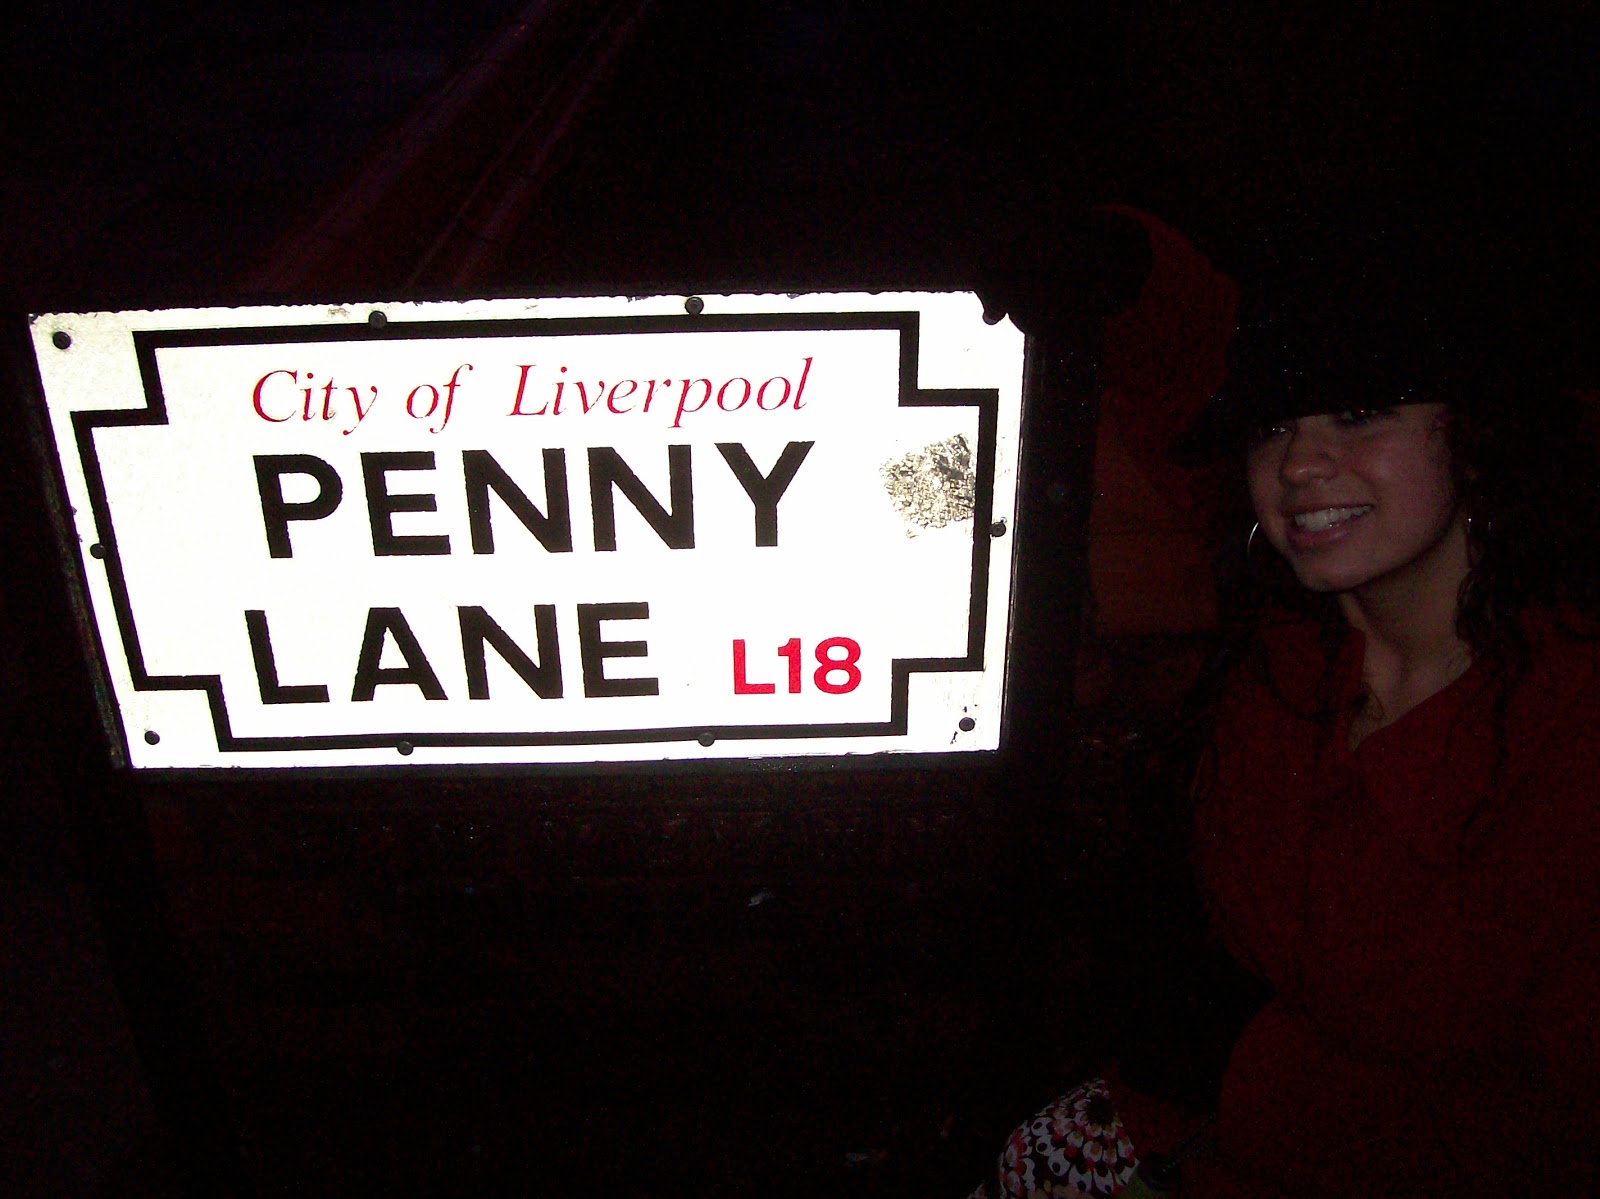 City of Liverpool
PENNY
LANE L18